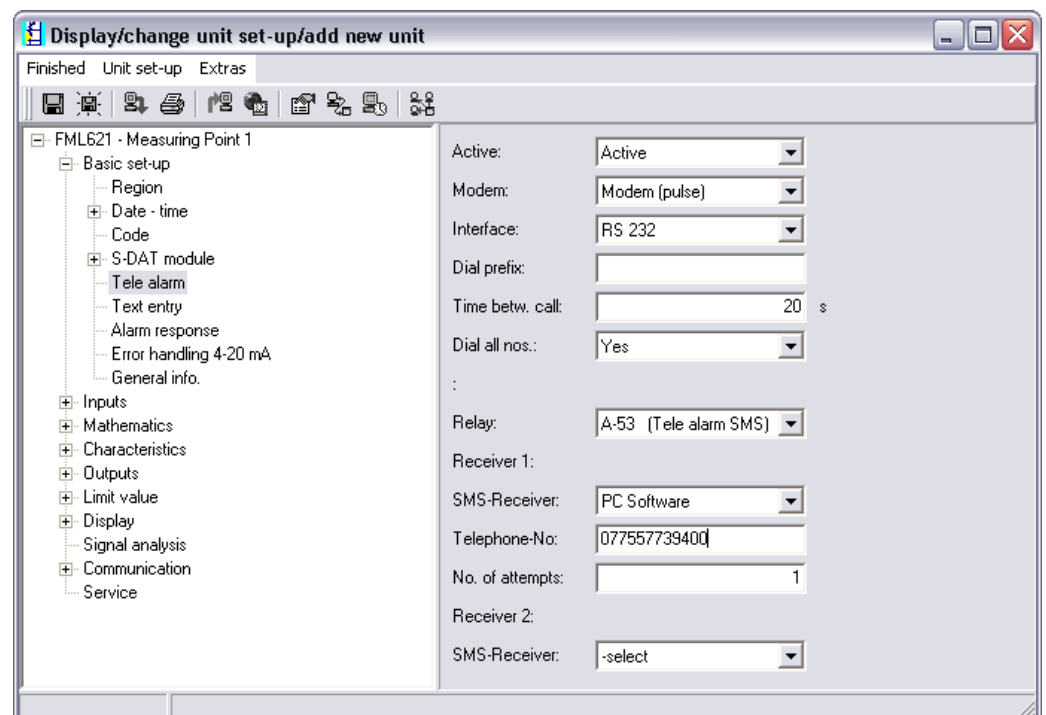 Display/change unit set-up/add new unit
Finished Unit set-up Extras
FML621 - Measuring Point 1
Basic set-up
Region
Date - time
Code
S-DAT module
Tele alarm
Text entry
Alarm response
Error handling 4-20 mA
General info.
Inputs
Mathematics
Characteristics
Outputs
Limit value
Display
Signal analysis
Communication
Service
Active: Active
Modem: Modem (pulse)
Interface: RS 232
Dial prefix:
Time betw. call: 20 s
Dial all nos.: Yes
:
Relay: A-53 (Tele alarm SMS)
Receiver 1:
SMS-Receiver: PC Software
Telephone-No: 077557739400
No. of attempts: 1
Receiver 2:
SMS-Receiver: -select